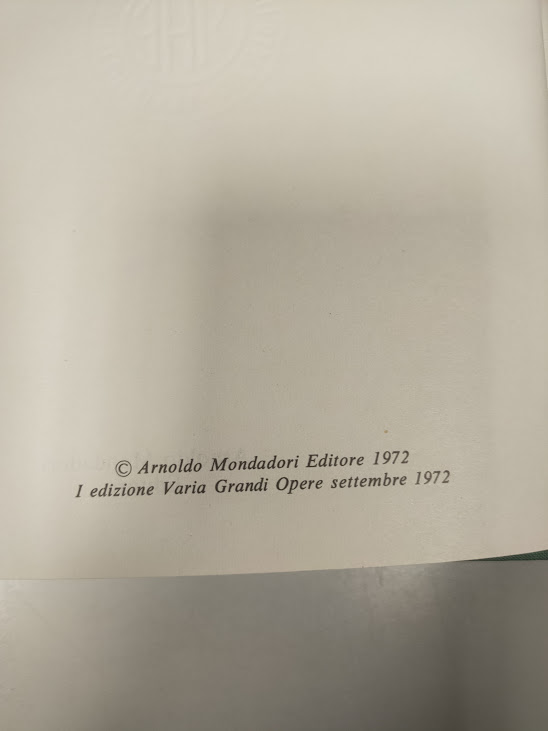 © Arnoldo Mondadori Editore 1972
I edizione Varia Grandi Opere settembre 1972